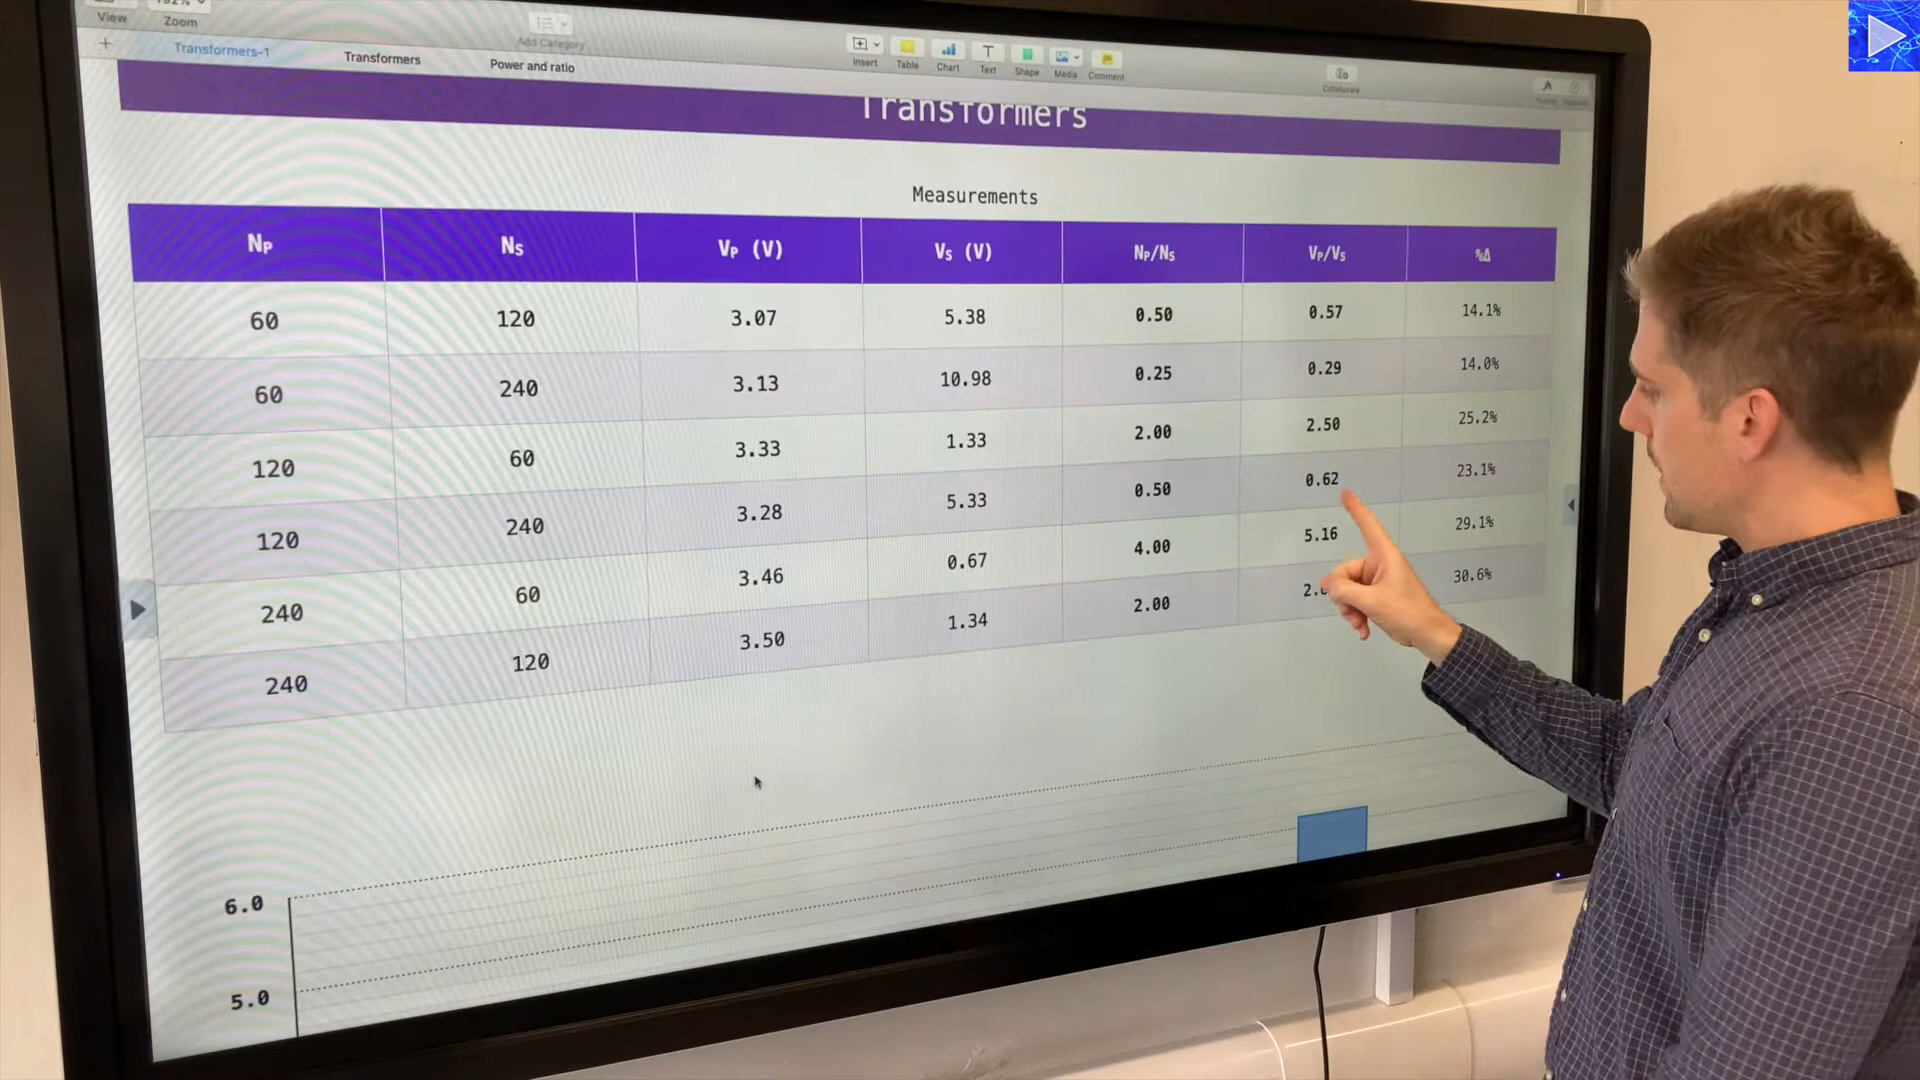 View
Zoom
Add Category
Insert
Table
Chart
Text
Shape
Media
Comment
Collaborate
Transformers-1
Transformers
Power and ratio
Transformers
Measurements
NP NS VP (V) VS (V) NP/NS VP/VS %Δ
60 120 3.07 5.38 0.50 0.57 14.1%
60 240 3.13 10.98 0.25 0.29 14.0%
120 60 3.33 1.33 2.00 2.50 25.2%
120 240 3.28 5.33 0.50 0.62 23.1%
240 60 3.46 0.67 4.00 5.16 29.1%
240 120 3.50 1.34 2.00 30.6%
6.0
5.0